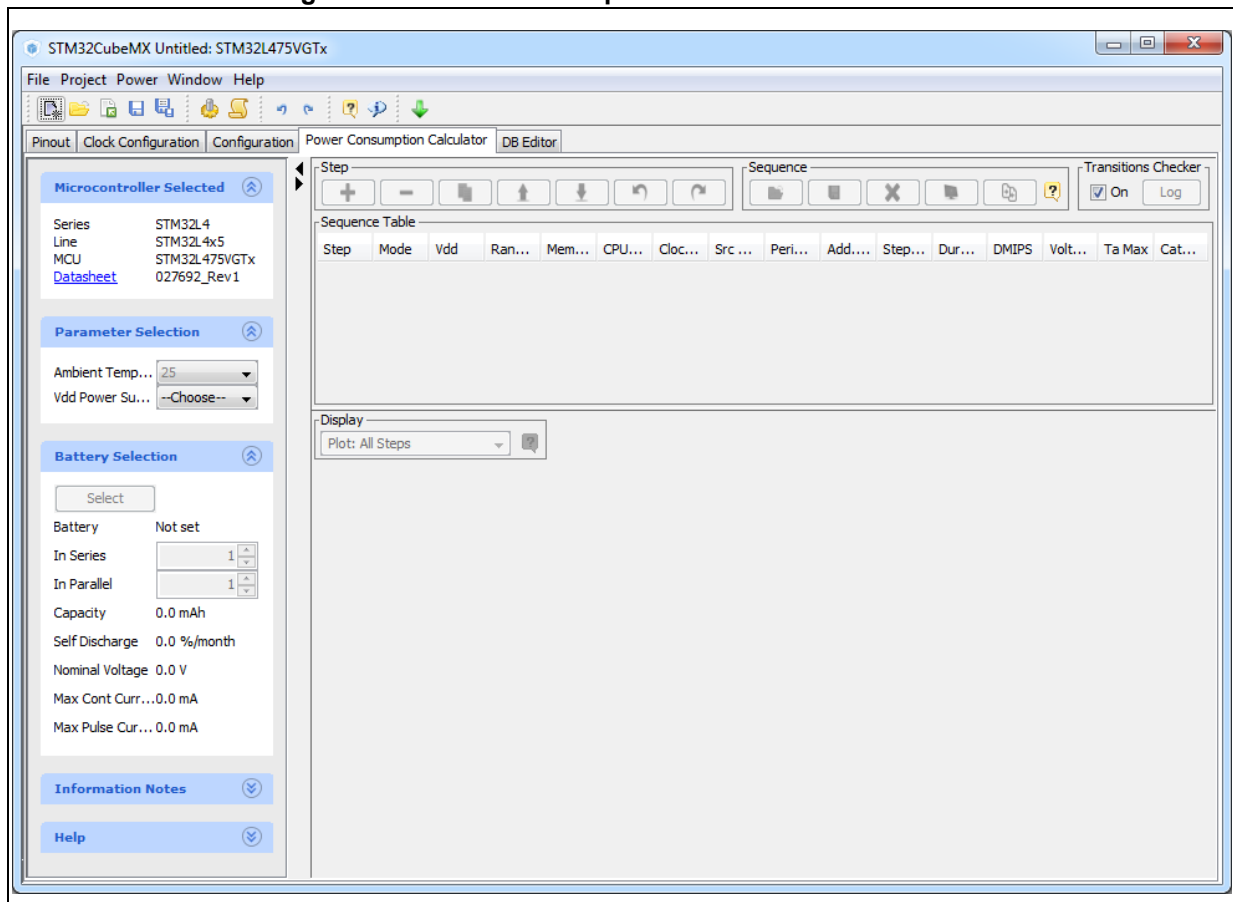 STM32CubeMX Untitled: STM32L475VGTx
File Project Power Window Help
Pinout Clock Configuration Configuration Power Consumption Calculator DB Editor
Microcontroller Selected
Series STM32L4
Line STM32L4x5
MCU STM32L475VGTx
Datasheet 027692_Rev1
Parameter Selection
Ambient Temp... 25
Vdd Power Su... --Choose--
Battery Selection
Select
Battery Not set
In Series 1
In Parallel 1
Capacity 0.0 mAh
Self Discharge 0.0 %/month
Nominal Voltage 0.0 V
Max Cont Curr...0.0 mA
Max Pulse Cur... 0.0 mA
Information Notes
Help
Step Sequence Transitions Checker
On Log
Sequence Table
Step Mode Vdd Ran... Mem... CPU... Cloc... Src ... Peri... Add.... Step... Dur... DMIPS Volt... Ta Max Cat...
Display
Plot: All Steps